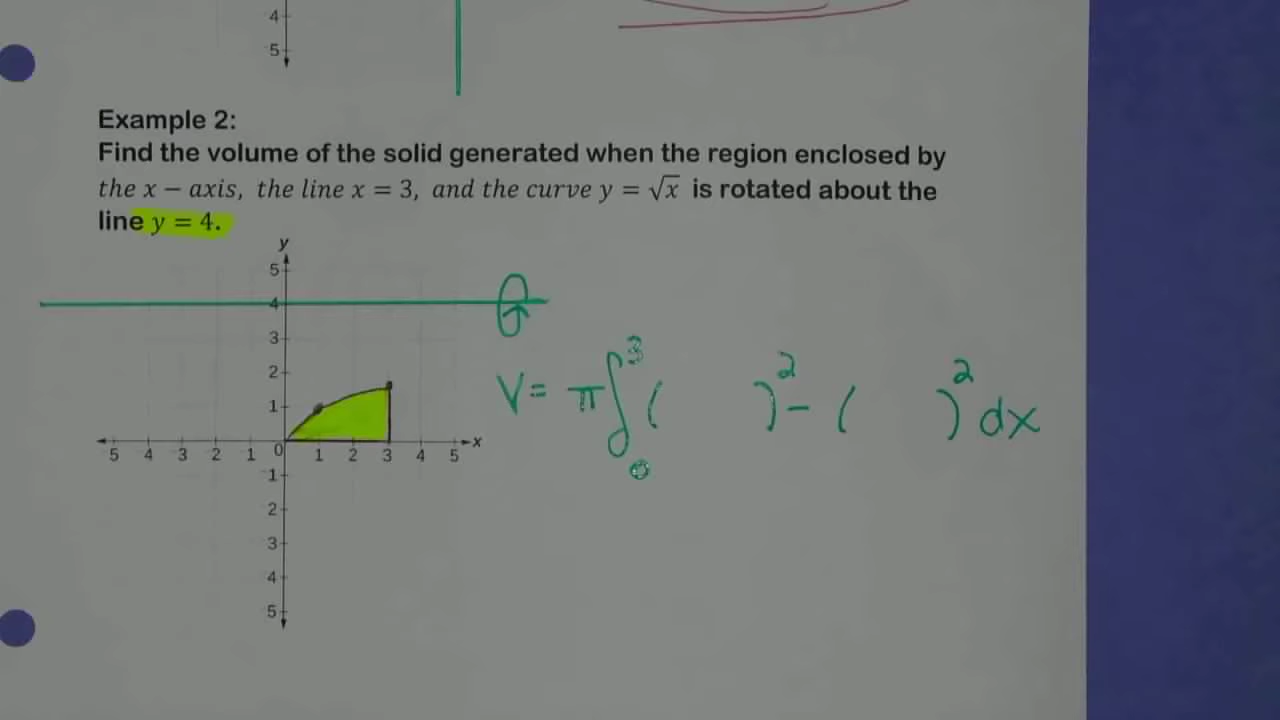 4
5
Example 2:
Find the volume of the solid generated when the region enclosed by
the x − axis, the line x = 3, and the curve y = √x is rotated about the
line y = 4.
y
5
4
3
2
1
5 4 3 2 1 0 1 2 3 4 5 x
1
2
3
4
5
V = π∫₀³ (      )² − (      )² dx